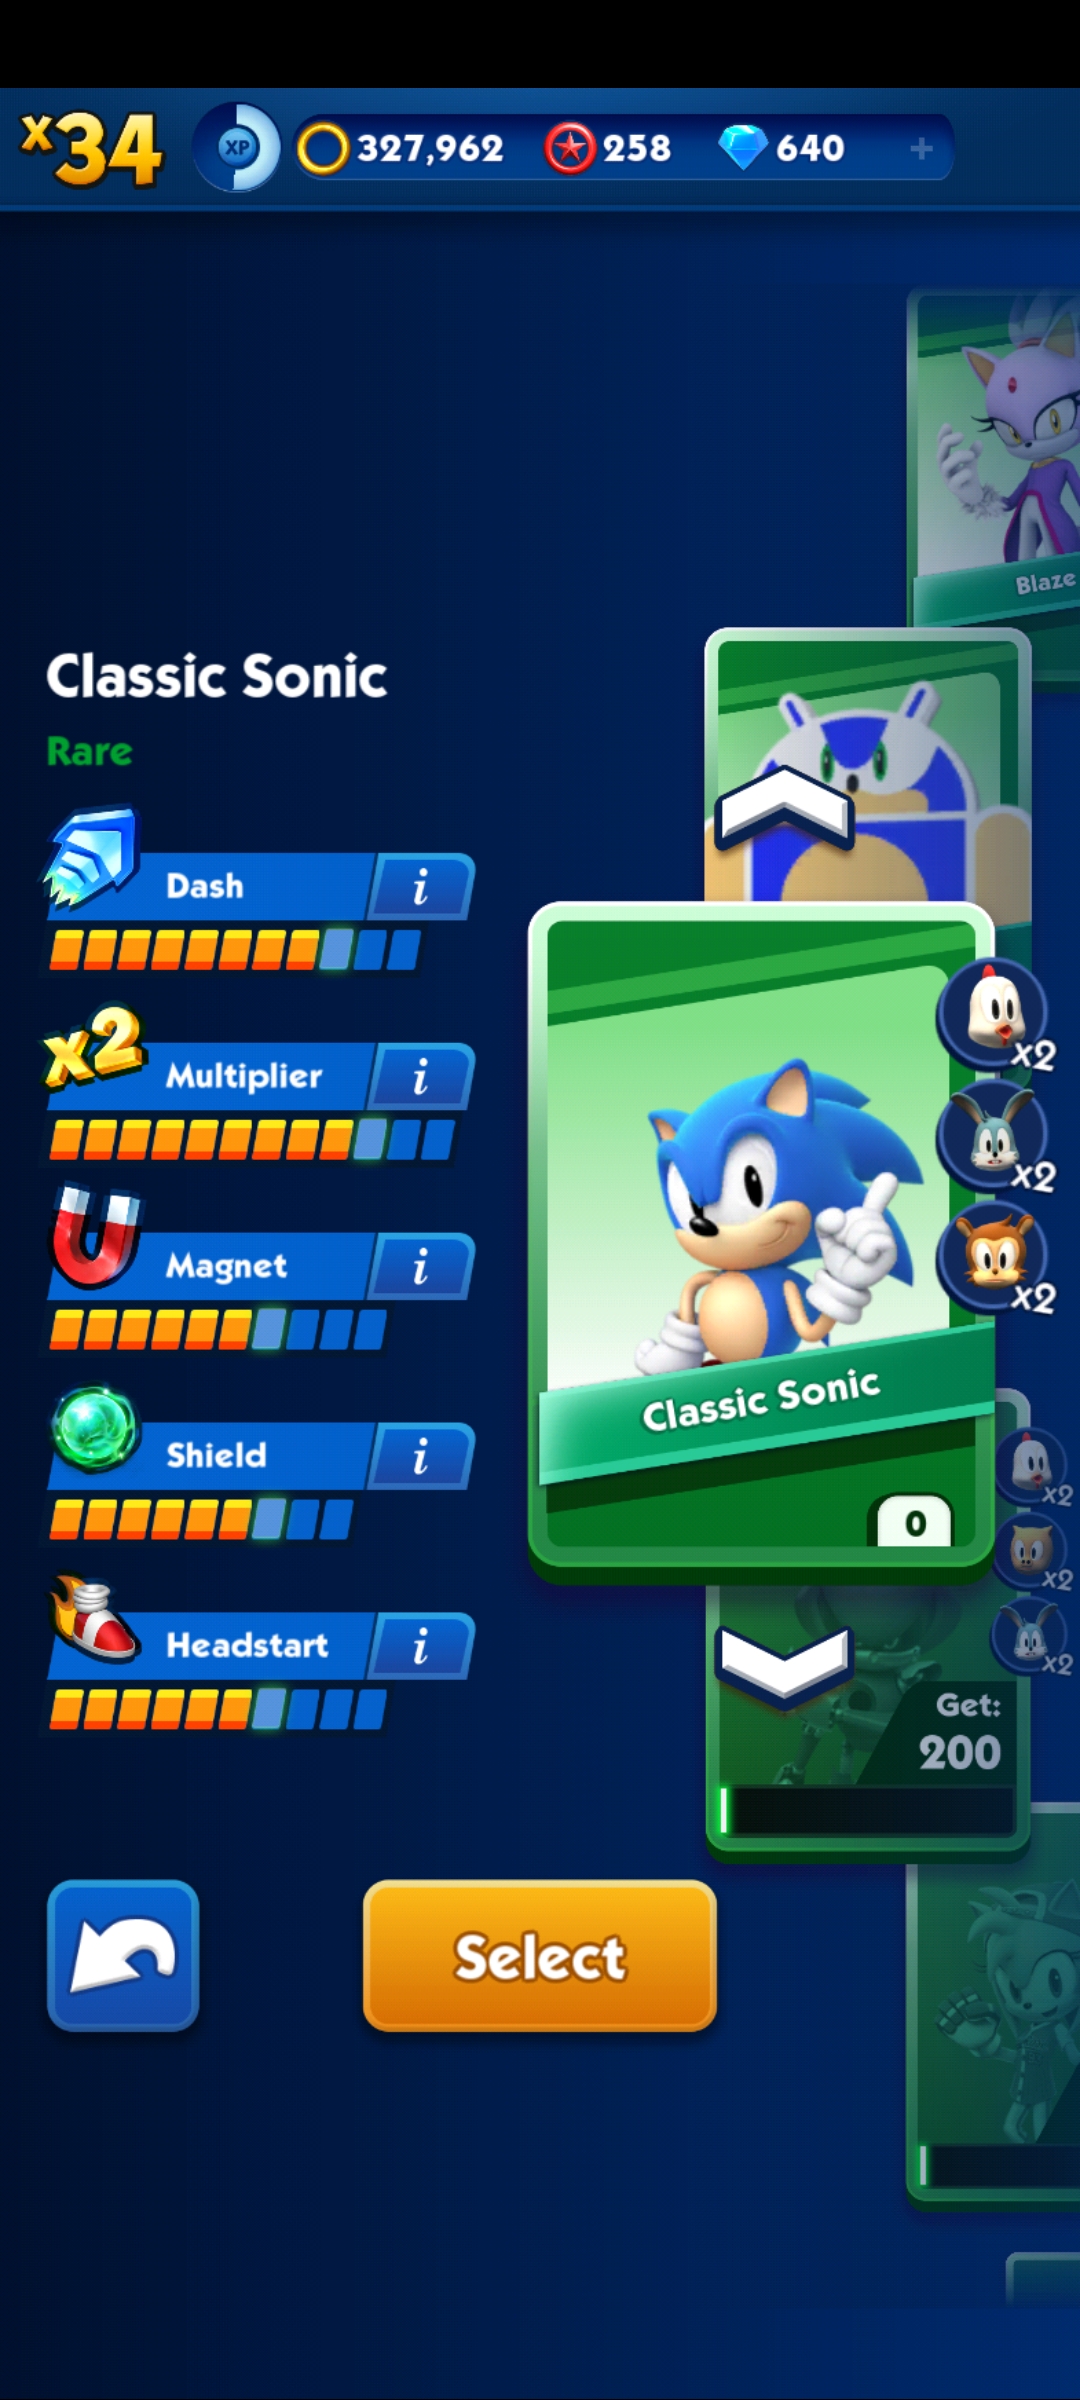 x34 XP 327,962 258 640 +
Blaze
Classic Sonic
Rare
Dash i
x2 Multiplier i
Magnet i
Shield i
Headstart i
x2
x2
x2
Classic Sonic
0
x2
x2
x2
Get:
200
Select